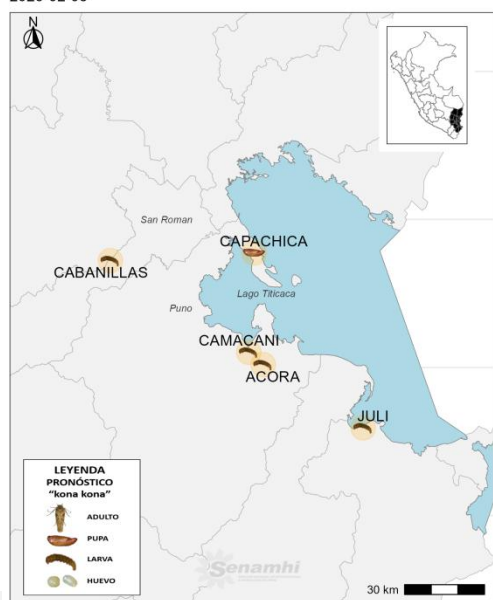 N
San Roman
CAPACHICA
CABANILLAS
Lago Titicaca
Puno
CAMACANI
ACORA
JULI
LEYENDA
PRONÓSTICO
“kona kona”
ADULTO
PUPA
LARVA
HUEVO
Senamhi
30 km